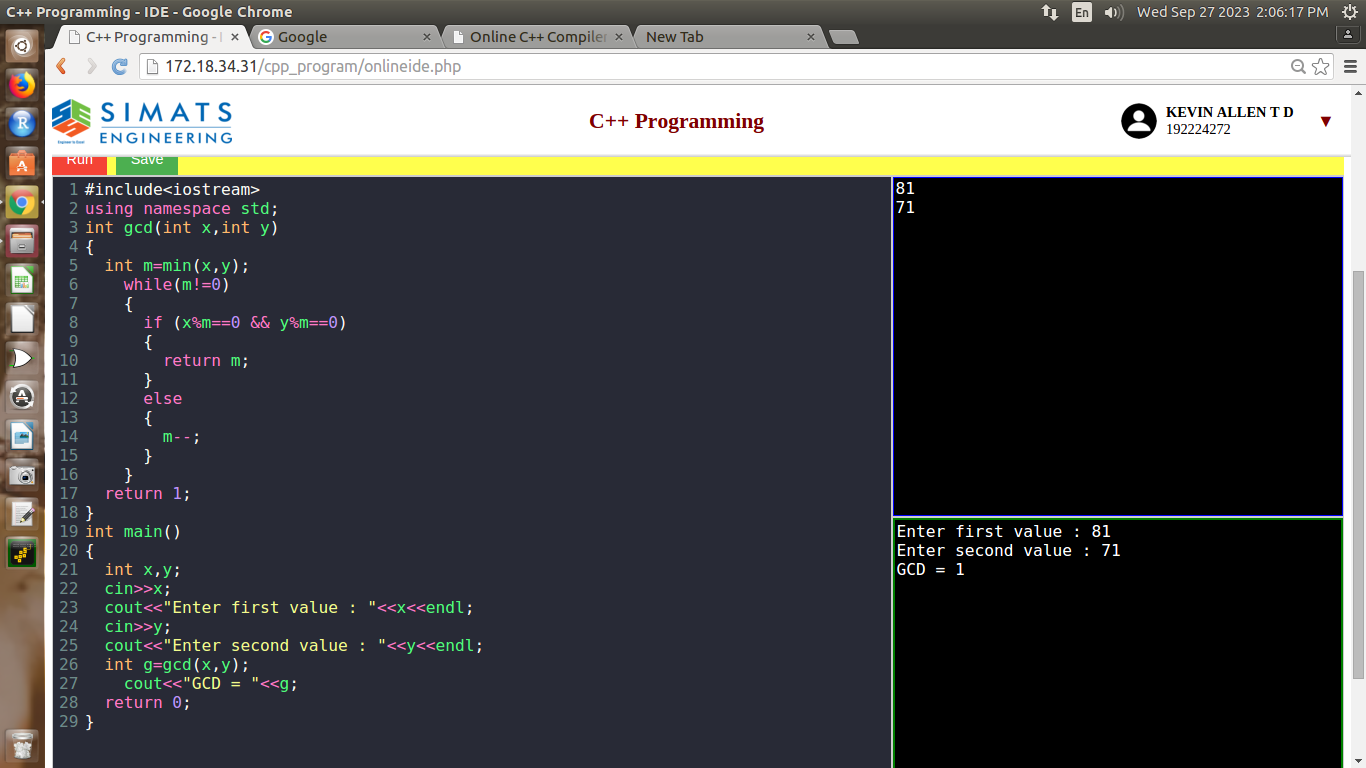 C++ Programming - IDE - Google Chrome
En
Wed Sep 27 2023 2:06:17 PM
C++ Programming -
Google
Online C++ Compiler
New Tab
172.18.34.31/cpp_program/onlineide.php
SIMATS
ENGINEERING
Engineer to Excel
C++ Programming
KEVIN ALLEN T D
192224272
Run
Save
1 #include<iostream>
2 using namespace std;
3 int gcd(int x,int y)
4 {
5 int m=min(x,y);
6 while(m!=0)
7 {
8 if (x%m==0 && y%m==0)
9 {
10 return m;
11 }
12 else
13 {
14 m--;
15 }
16 }
17 return 1;
18 }
19 int main()
20 {
21 int x,y;
22 cin>>x;
23 cout<<"Enter first value : "<<x<<endl;
24 cin>>y;
25 cout<<"Enter second value : "<<y<<endl;
26 int g=gcd(x,y);
27 cout<<"GCD = "<<g;
28 return 0;
29 }
81
71
Enter first value : 81
Enter second value : 71
GCD = 1